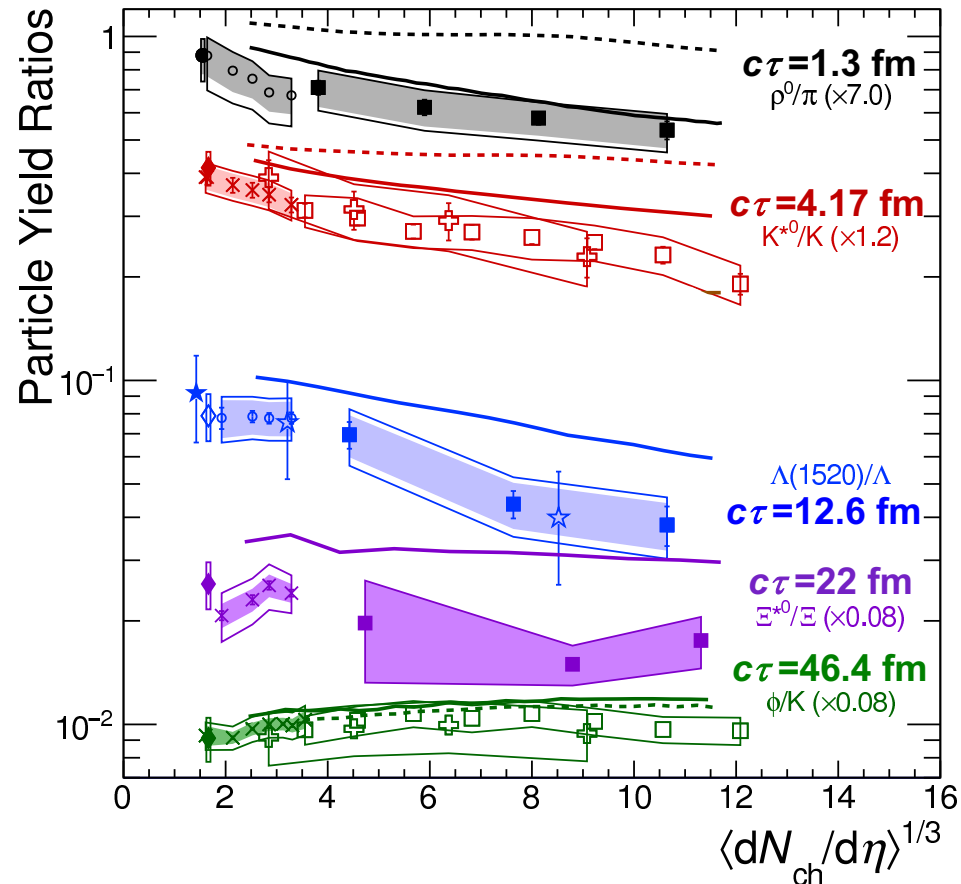 Particle Yield Ratios
1
10⁻¹
10⁻²
cτ=1.3 fm
ρ⁰/π (×7.0)
cτ=4.17 fm
K*⁰/K (×1.2)
Λ(1520)/Λ
cτ=12.6 fm
cτ=22 fm
Ξ*⁰/Ξ (×0.08)
cτ=46.4 fm
ϕ/K (×0.08)
0 2 4 6 8 10 12 14 16
⟨dN_ch/dη⟩^1/3